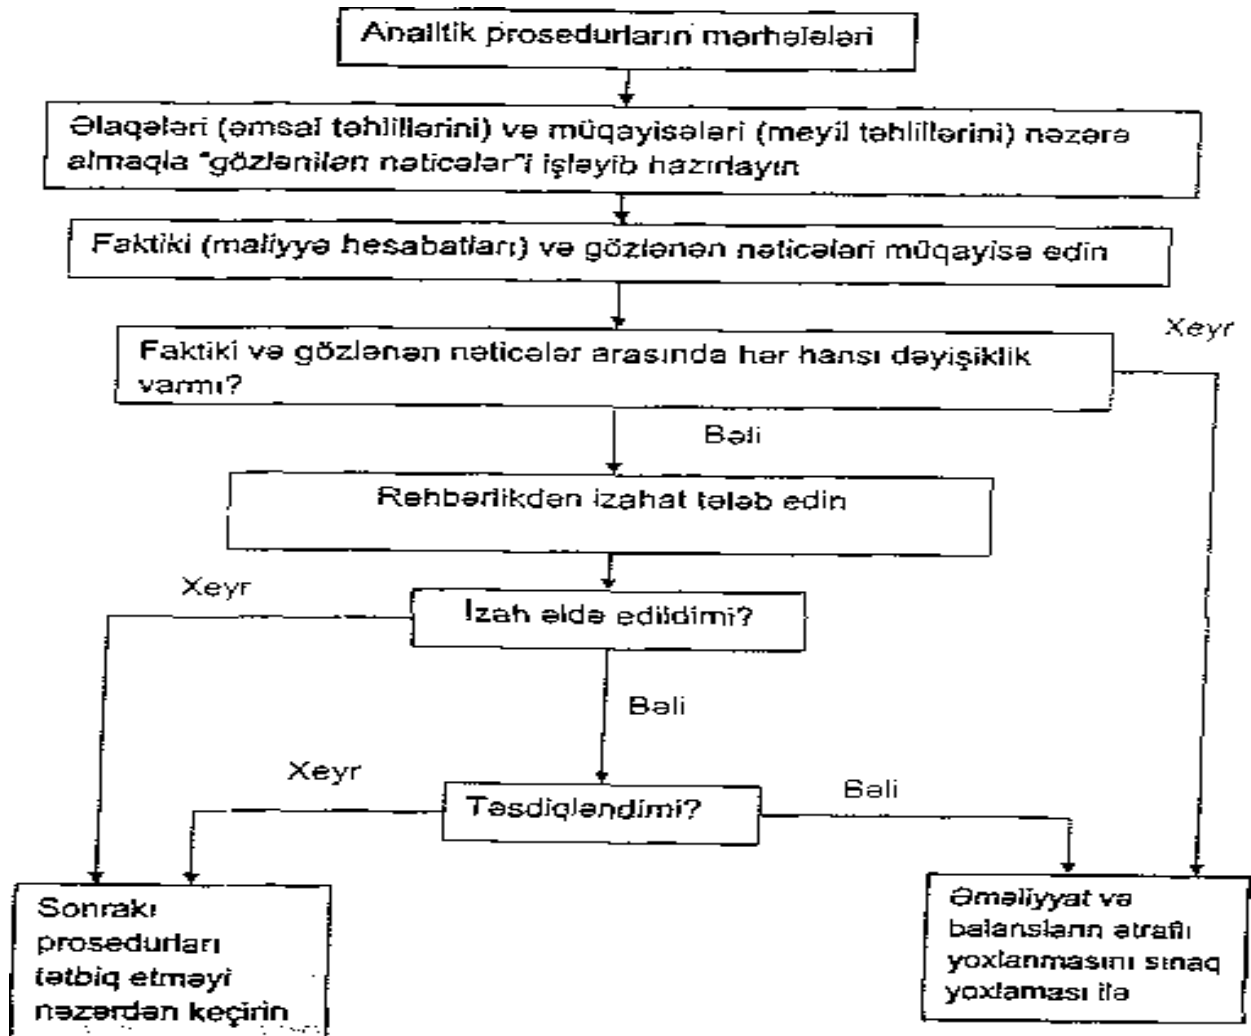 Analitik prosedurların mərhələləri
Əlaqələri (əmsal təhlillərini) və müqayisələri (meyil təhlillərini) nəzərə
almaqla "gözlənilən nəticələr"i işləyib hazırlayın
Faktiki (maliyyə hesabatları) və gözlənən nəticələri müqayisə edin
Xeyr
Faktiki və gözlənən nəticələr arasında hər hansı dəyişiklik
varmı?
Bəli
Rəhbərlikdən izahat tələb edin
Xeyr
İzah əldə edildimi?
Bəli
Xeyr
Təsdiqləndimi?
Bəli
Sonrakı
prosedurları
tətbiq etməyi
nəzərdən keçirin
Əməliyyat və
balansların ətraflı
yoxlanmasını sınaq
yoxlaması ilə